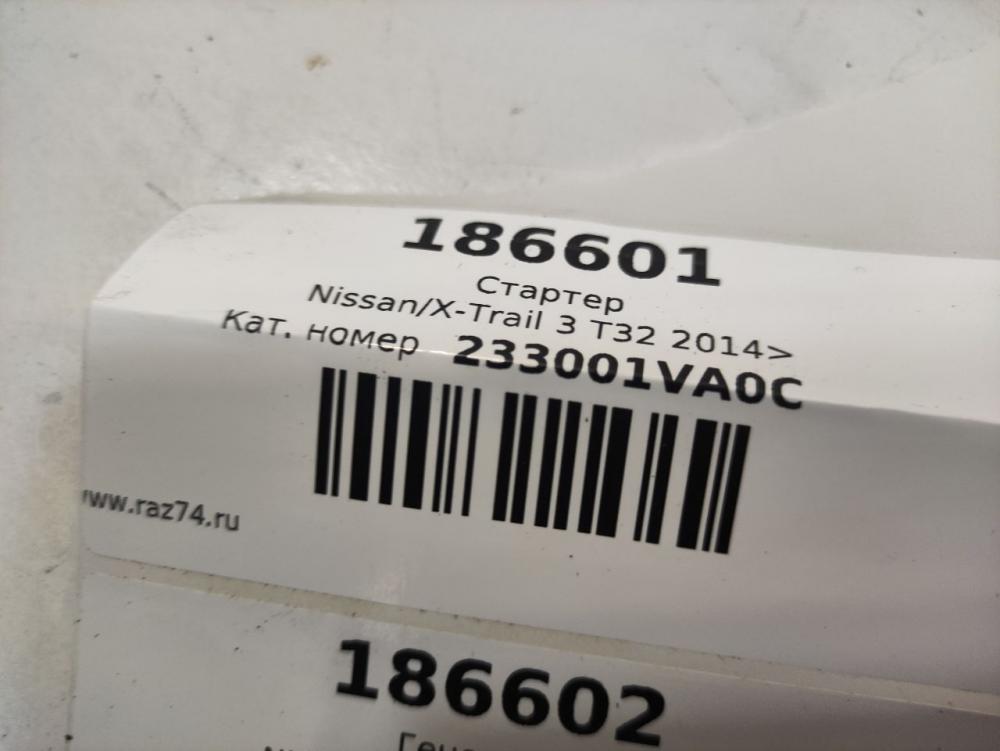 186601
Стартер
Nissan/X-Trail 3 T32 2014>
Кат. номер 233001VA0C
www.raz74.ru
186602